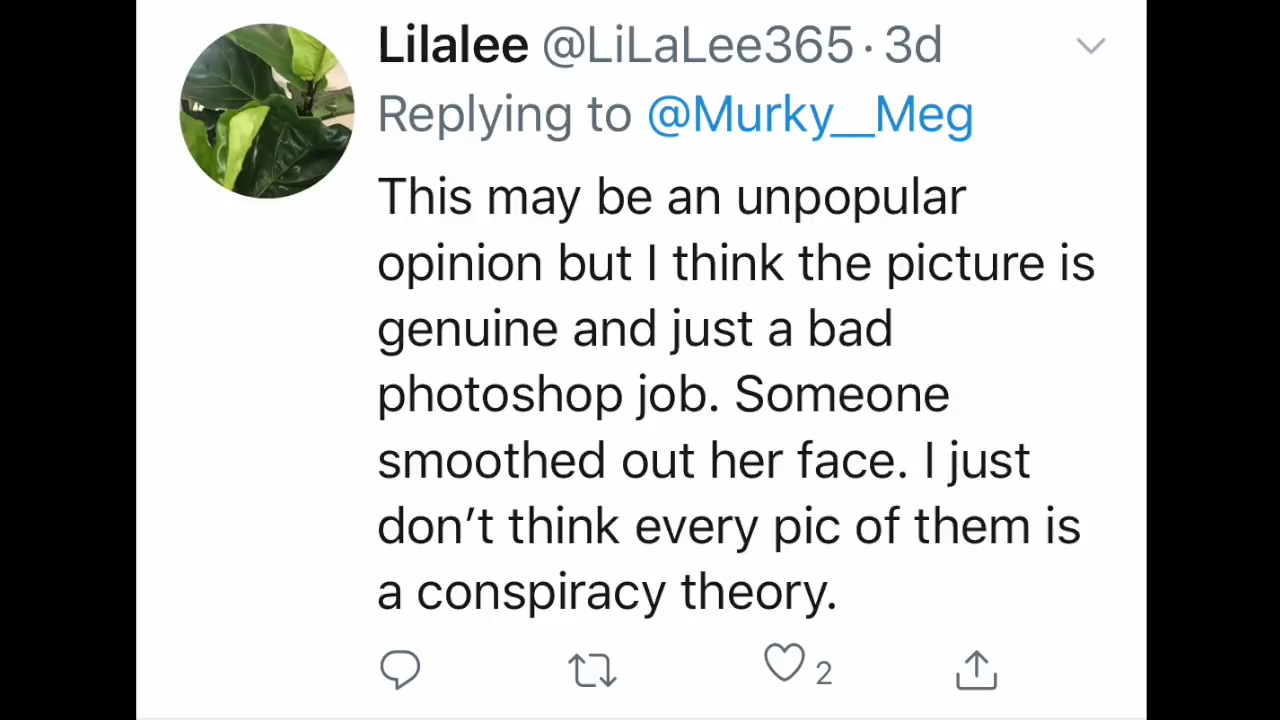 Lilalee @LiLaLee365 · 3d
Replying to @Murky__Meg
This may be an unpopular
opinion but I think the picture is
genuine and just a bad
photoshop job. Someone
smoothed out her face. I just
don’t think every pic of them is
a conspiracy theory.
2